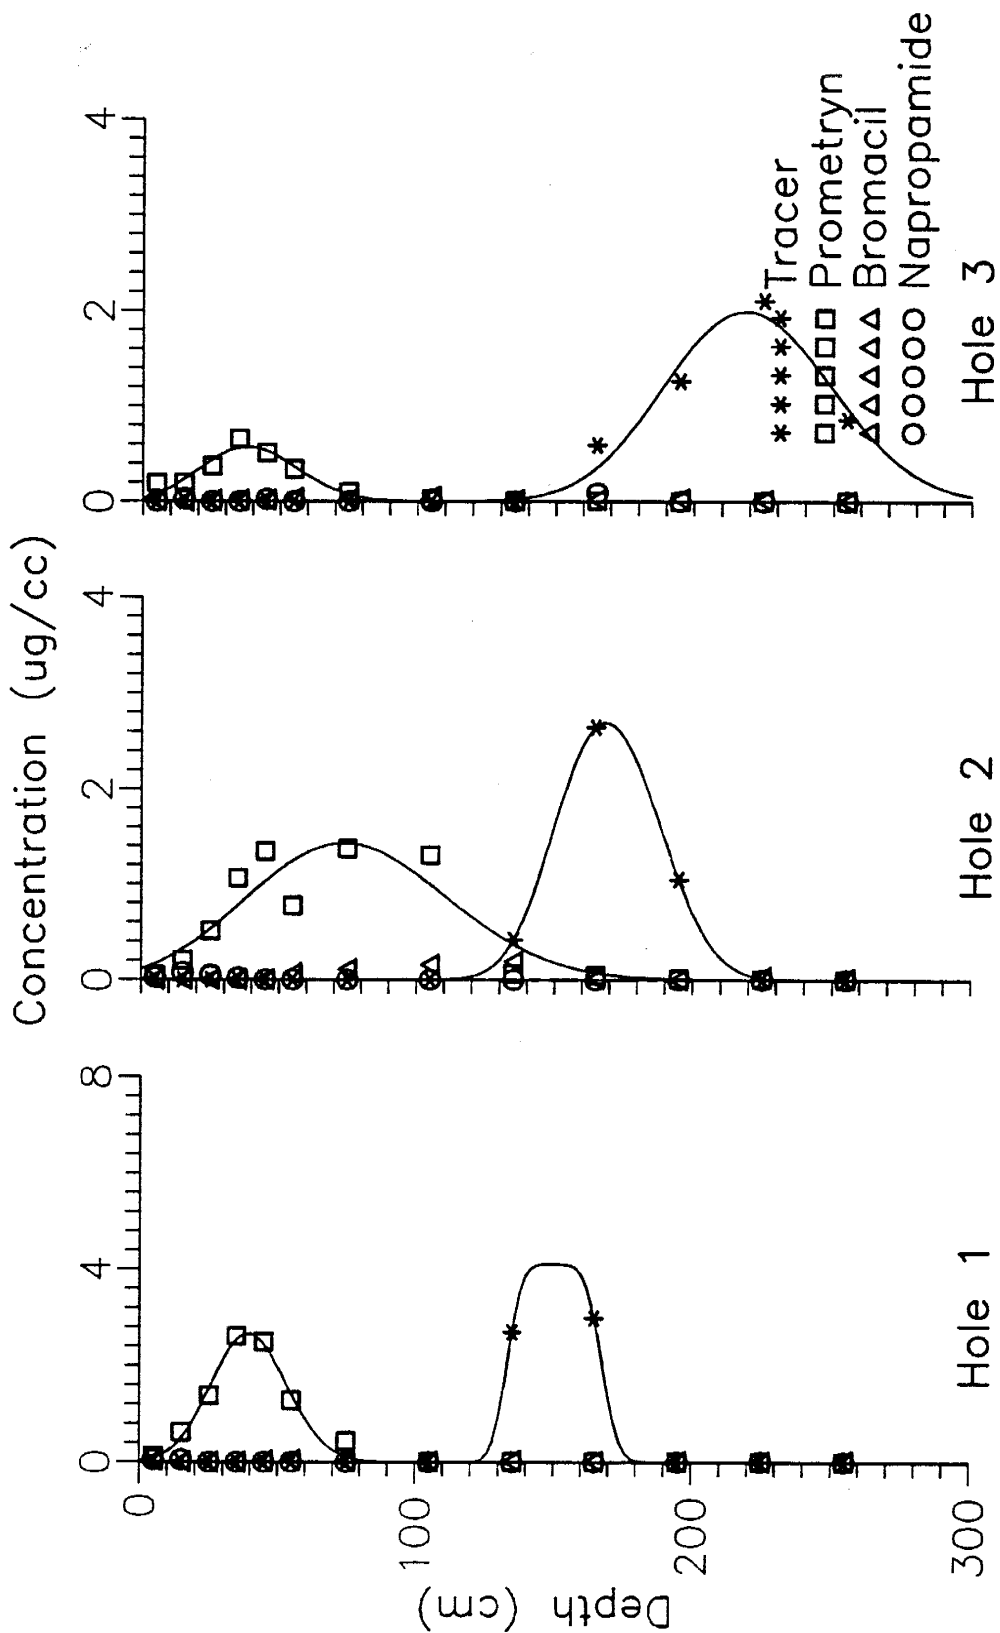 Concentration (ug/cc)
0 4 8
0 2 4
0 2 4
0
100
200
300
Depth (cm)
Tracer
Prometryn
Bromacil
Napropamide
Hole 1
Hole 2
Hole 3